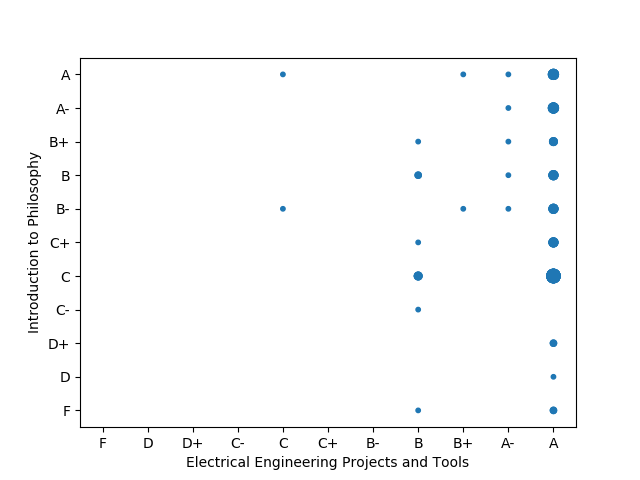 A
A-
B+
B
B-
C+
C
C-
D+
D
F
Introduction to Philosophy
F D D+ C- C C+ B- B B+ A- A
Electrical Engineering Projects and Tools